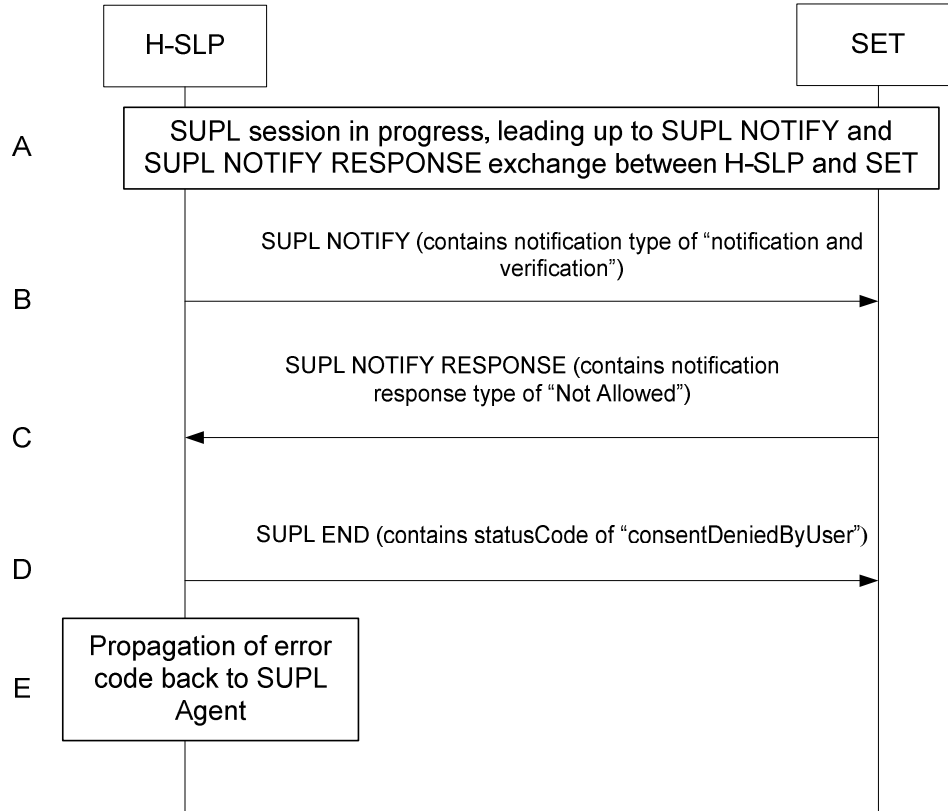 H-SLP
SET
A
SUPL session in progress, leading up to SUPL NOTIFY and
SUPL NOTIFY RESPONSE exchange between H-SLP and SET
SUPL NOTIFY (contains notification type of “notification and
verification”)
B
SUPL NOTIFY RESPONSE (contains notification
response type of “Not Allowed”)
C
SUPL END (contains statusCode of “consentDeniedByUser”)
D
Propagation of error
code back to SUPL
Agent
E